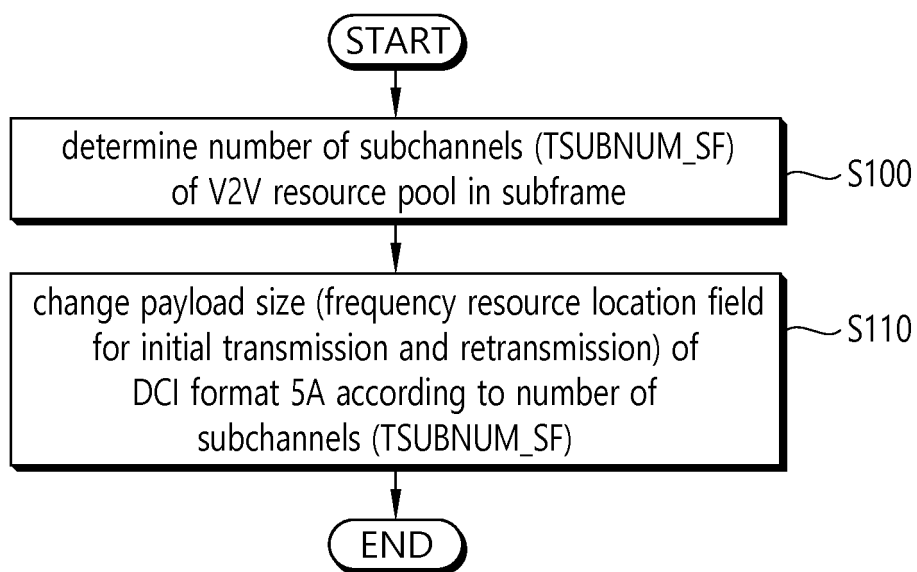 START
determine number of subchannels (TSUBNUM_SF)
of V2V resource pool in subframe
S100
change payload size (frequency resource location field
for initial transmission and retransmission) of
DCI format 5A according to number of
subchannels (TSUBNUM_SF)
S110
END